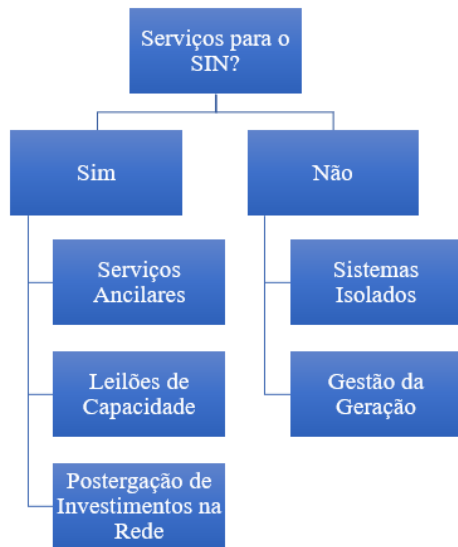 Serviços para o
SIN?
Sim
Não
Serviços
Ancilares
Sistemas
Isolados
Leilões de
Capacidade
Gestão da
Geração
Postergação de
Investimentos na
Rede